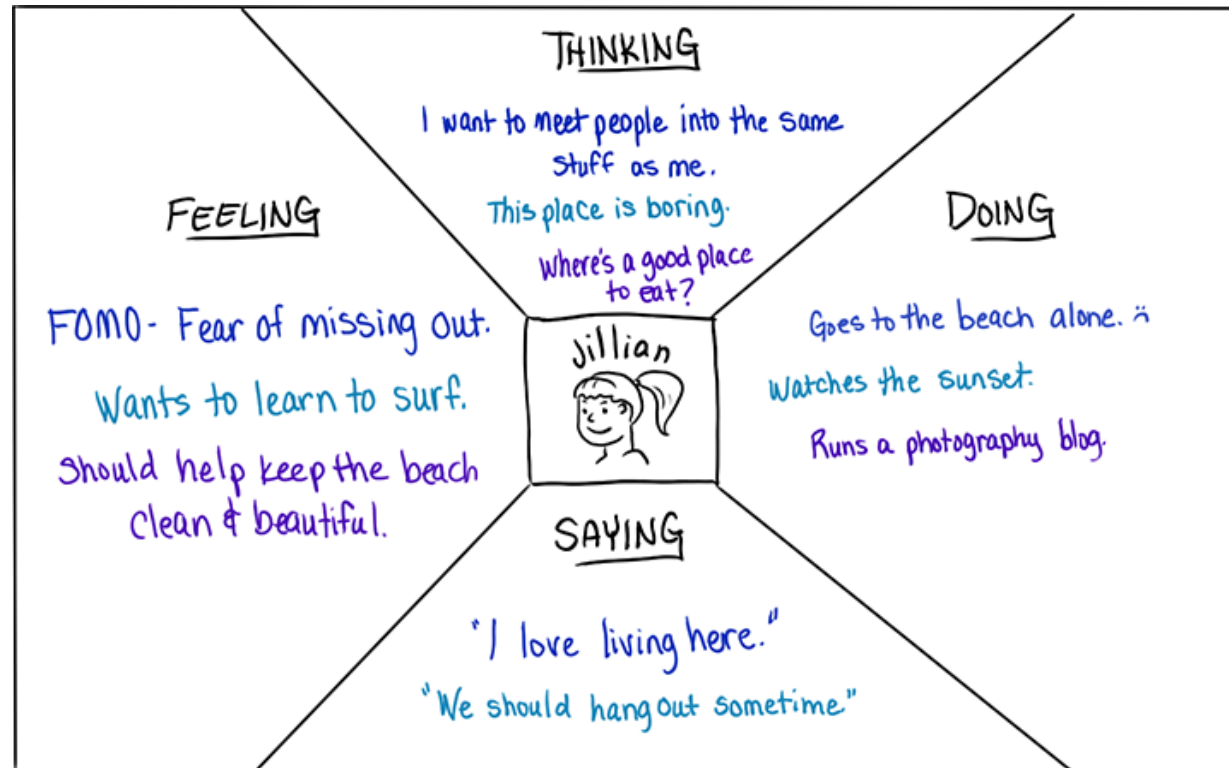 THINKING
I want to meet people into the same
stuff as me.
This place is boring.
Where's a good place
to eat?
FEELING
FOMO- Fear of missing out.
Wants to learn to surf.
Should help keep the beach
clean & beautiful.
Jillian
DOING
Goes to the beach alone. :(
Watches the sunset.
Runs a photography blog.
SAYING
"I love living here."
"We should hang out sometime"